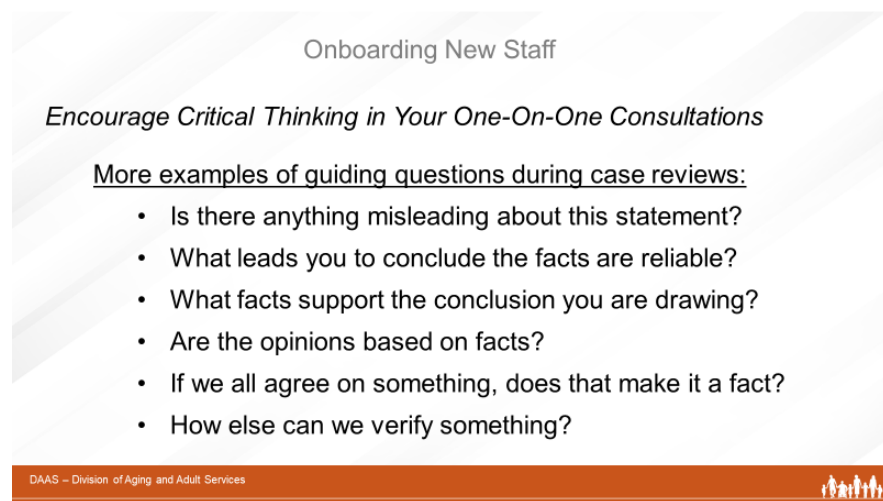 Onboarding New Staff
Encourage Critical Thinking in Your One-On-One Consultations
More examples of guiding questions during case reviews:
• Is there anything misleading about this statement?
• What leads you to conclude the facts are reliable?
• What facts support the conclusion you are drawing?
• Are the opinions based on facts?
• If we all agree on something, does that make it a fact?
• How else can we verify something?
DAAS – Division of Aging and Adult Services